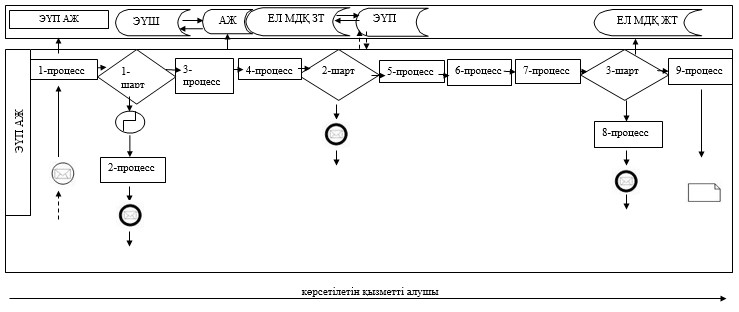 ЭҮП АЖ
ЭҮШ
АЖ
ЕЛ МДҚ ЗТ
ЭҮП
ЕЛ МДҚ ЖТ
ЭҮП АЖ
1-процесс
1-
шарт
3-
процесс
4-процесс
2-шарт
5-процесс
6-процесс
7-процесс
3-шарт
9-процесс
2-процесс
8-процесс
көрсетілетін қызметті алушы